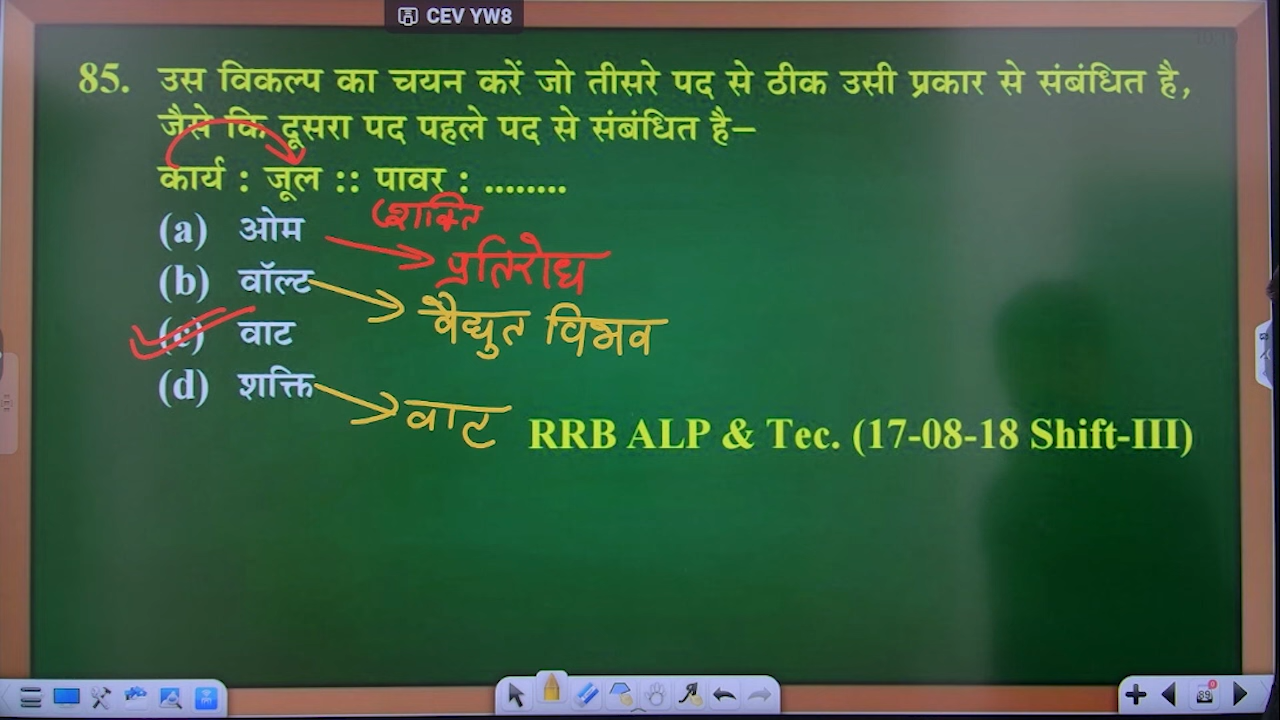 CEV YW8
85. उस विकल्प का चयन करें जो तीसरे पद से ठीक उसी प्रकार से संबंधित है,
जैसे कि दूसरा पद पहले पद से संबंधित है–
कार्य : जूल :: पावर : ........
शक्ति
(a) ओम
प्रतिरोध
(b) वॉल्ट
वैद्युत विभव
(c) वाट
(d) शक्ति
वाट
RRB ALP & Tec. (17-08-18 Shift-III)